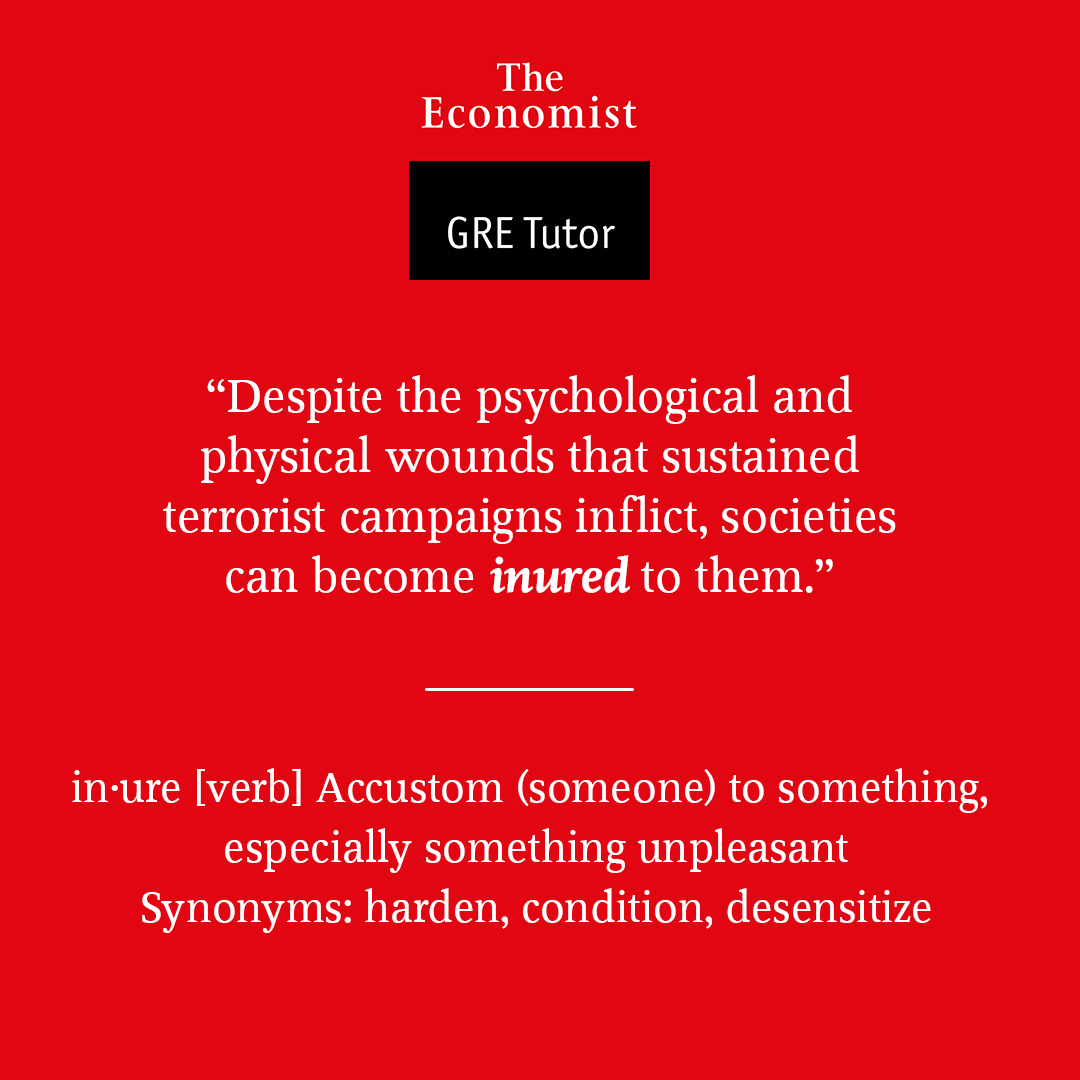 The
Economist
GRE Tutor
“Despite the psychological and
physical wounds that sustained
terrorist campaigns inflict, societies
can become inured to them.”
in·ure [verb] Accustom (someone) to something,
especially something unpleasant
Synonyms: harden, condition, desensitize